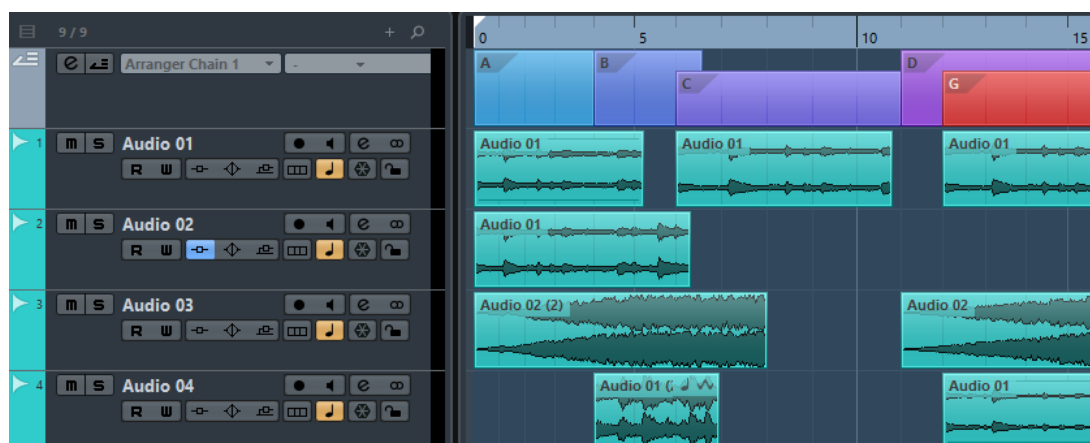 9 / 9 +
0 5 10 15
e Arranger Chain 1 -
A B C D G
1 m S Audio 01 e
R W
Audio 01 Audio 01 Audio 01
2 m S Audio 02 e
R W
Audio 01
3 m S Audio 03 e
R W
Audio 02 (2) Audio 02
4 m S Audio 04 e
R W
Audio 01 (2 Audio 01